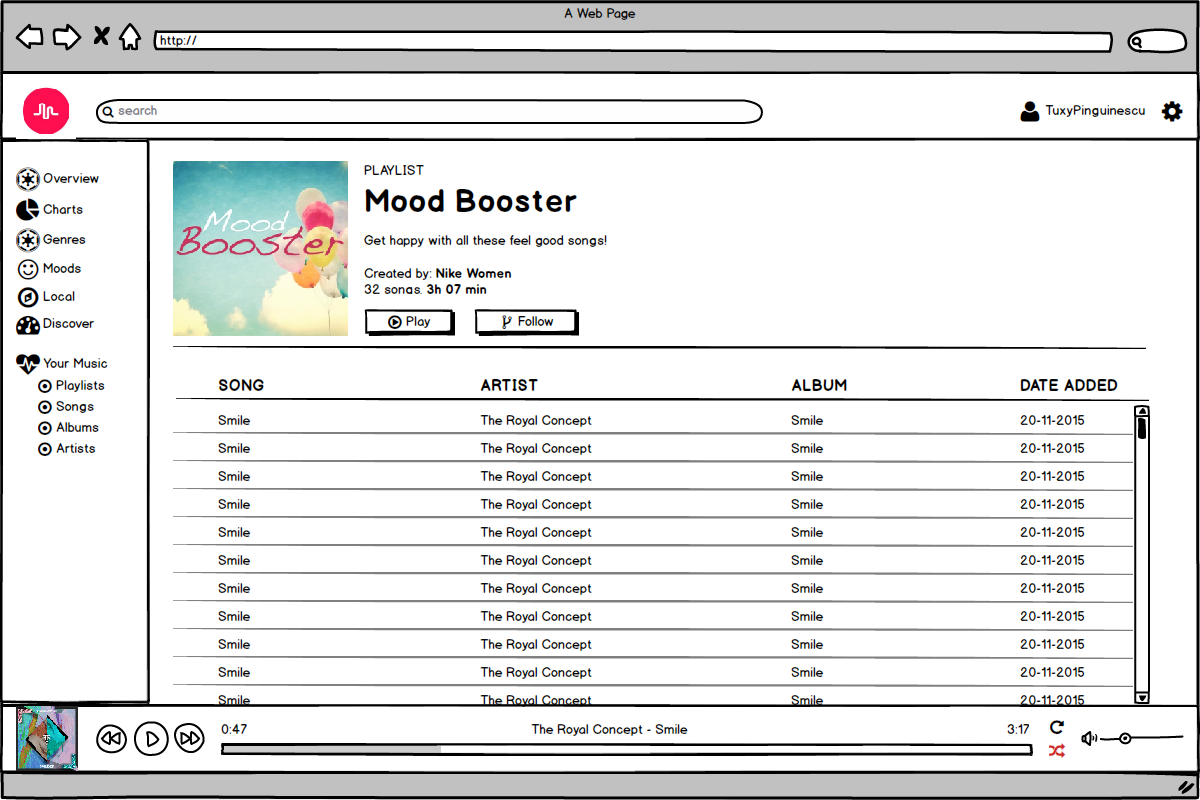 A Web Page
http://
search
TuxyPinguinescu
Overview
Charts
Genres
Moods
Local
Discover
Your Music
Playlists
Songs
Albums
Artists
Mood
Booster
PLAYLIST
Mood Booster
Get happy with all these feel good songs!
Created by: Nike Women
32 songs. 3h 07 min
Play Follow
SONG ARTIST ALBUM DATE ADDED
Smile The Royal Concept Smile 20-11-2015
Smile The Royal Concept Smile 20-11-2015
Smile The Royal Concept Smile 20-11-2015
Smile The Royal Concept Smile 20-11-2015
Smile The Royal Concept Smile 20-11-2015
Smile The Royal Concept Smile 20-11-2015
Smile The Royal Concept Smile 20-11-2015
Smile The Royal Concept Smile 20-11-2015
Smile The Royal Concept Smile 20-11-2015
Smile The Royal Concept Smile 20-11-2015
Smile The Royal Concept Smile 20-11-2015
0:47 The Royal Concept - Smile 3:17